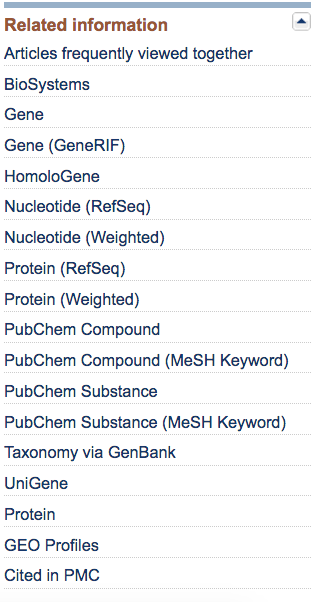 Related information
Articles frequently viewed together
BioSystems
Gene
Gene (GeneRIF)
HomoloGene
Nucleotide (RefSeq)
Nucleotide (Weighted)
Protein (RefSeq)
Protein (Weighted)
PubChem Compound
PubChem Compound (MeSH Keyword)
PubChem Substance
PubChem Substance (MeSH Keyword)
Taxonomy via GenBank
UniGene
Protein
GEO Profiles
Cited in PMC